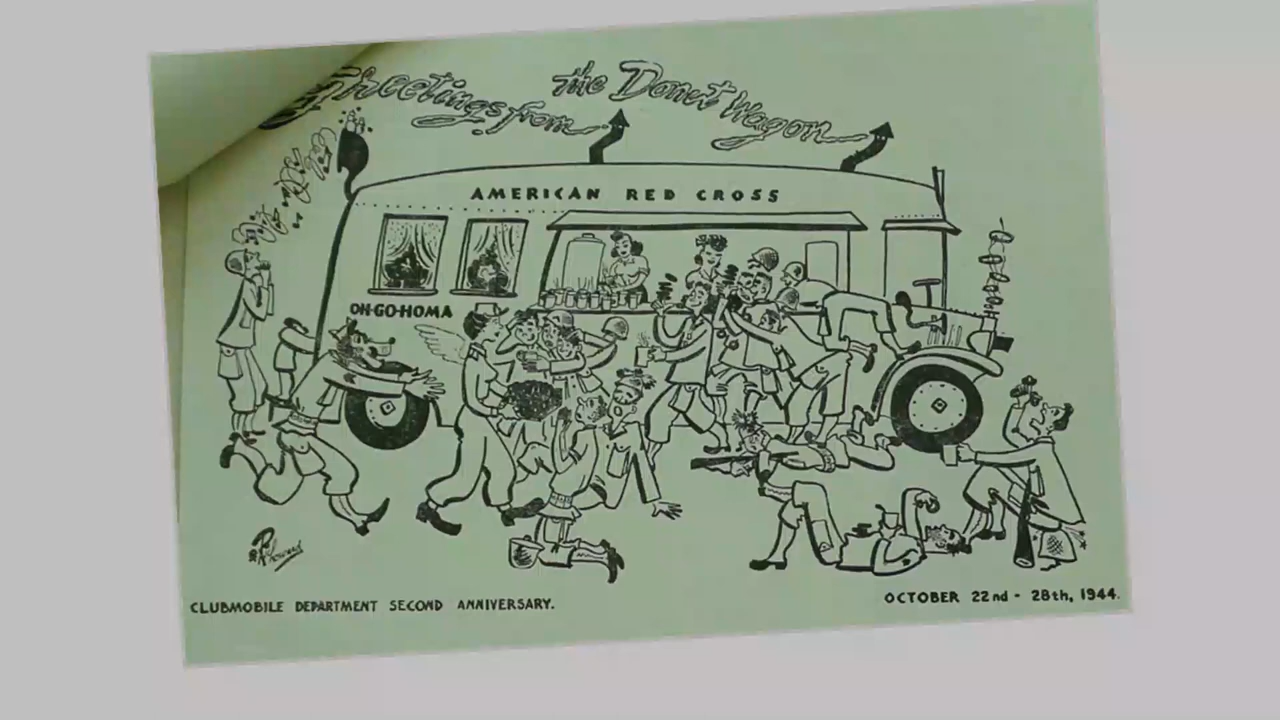 Greetings from the Donut Wagon
AMERICAN RED CROSS
OH-GO-HOMA
CLUBMOBILE DEPARTMENT SECOND ANNIVERSARY.
OCTOBER 22nd - 28th, 1944.